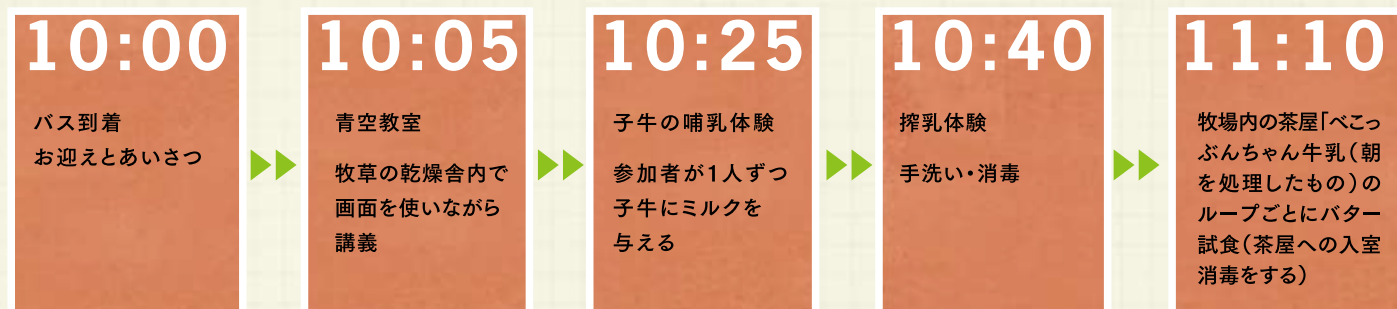 10:00
バス到着
お迎えとあいさつ
10:05
青空教室
牧草の乾燥舎内で
画面を使いながら
講義
10:25
子牛の哺乳体験
参加者が1人ずつ
子牛にミルクを
与える
10:40
搾乳体験
手洗い・消毒
11:10
牧場内の茶屋「べこっ
ぶんちゃん牛乳(朝
を処理したもの)の
ループごとにバター
試食(茶屋への入室
消毒をする)